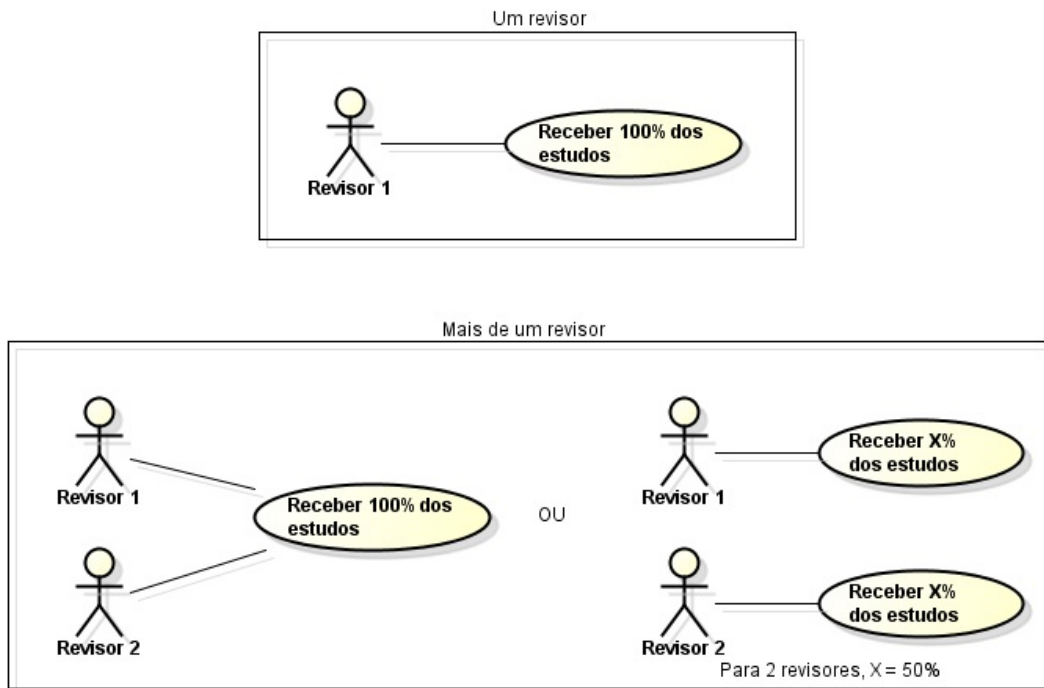 Um revisor
Receber 100% dos
estudos
Revisor 1
Mais de um revisor
Revisor 1
Revisor 2
Receber 100% dos
estudos
OU
Revisor 1
Receber X%
dos estudos
Revisor 2
Receber X%
dos estudos
Para 2 revisores, X = 50%